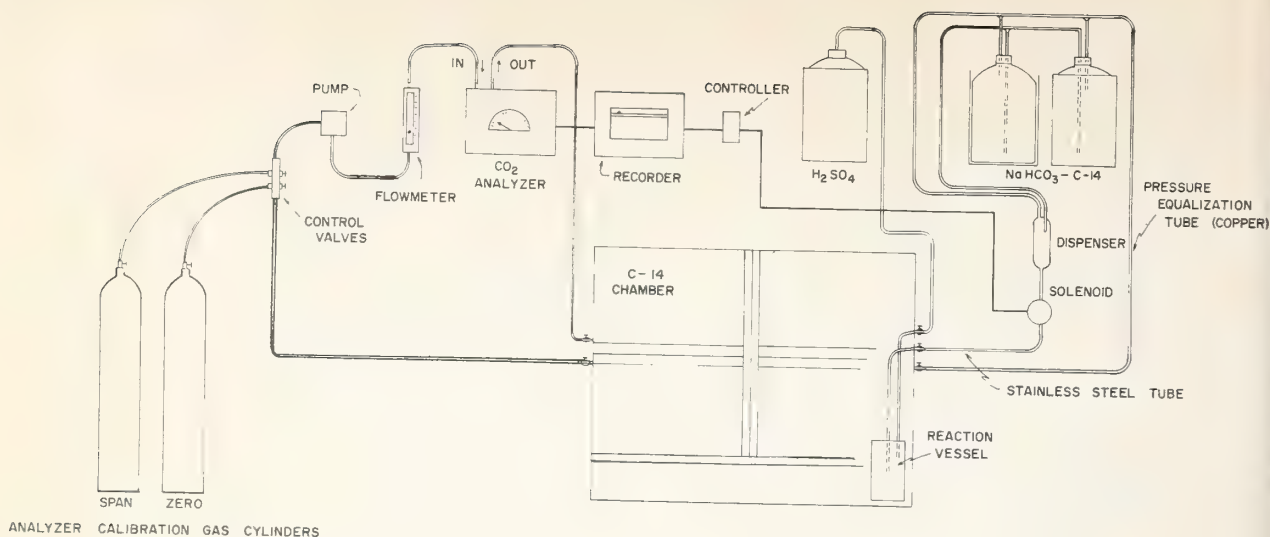 PUMP
IN
OUT
FLOWMETER
CO2
ANALYZER
RECORDER
CONTROLLER
H2SO4
NaHCO3-C-14
PRESSURE
EQUALIZATION
TUBE (COPPER)
CONTROL
VALVES
DISPENSER
SOLENOID
C-14
CHAMBER
STAINLESS STEEL TUBE
REACTION
VESSEL
SPAN
ZERO
ANALYZER CALIBRATION GAS CYLINDERS